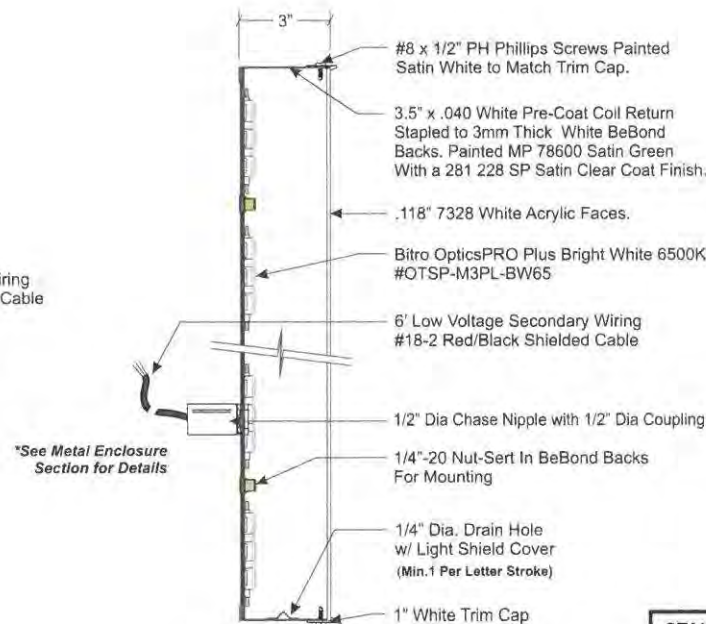 3"
#8 x 1/2" PH Phillips Screws Painted
Satin White to Match Trim Cap.
3.5" x .040 White Pre-Coat Coil Return
Stapled to 3mm Thick White BeBond
Backs. Painted MP 78600 Satin Green
With a 281 228 SP Satin Clear Coat Finish.
.118" 7328 White Acrylic Faces.
Bitro OpticsPRO Plus Bright White 6500K
#OTSP-M3PL-BW65
Cable
6' Low Voltage Secondary Wiring
#18-2 Red/Black Shielded Cable
1/2" Dia Chase Nipple with 1/2" Dia Coupling
*See Metal Enclosure
Section for Details
1/4"-20 Nut-Sert In BeBond Backs
For Mounting
1/4" Dia. Drain Hole
w/ Light Shield Cover
(Min.1 Per Letter Stroke)
1" White Trim Cap